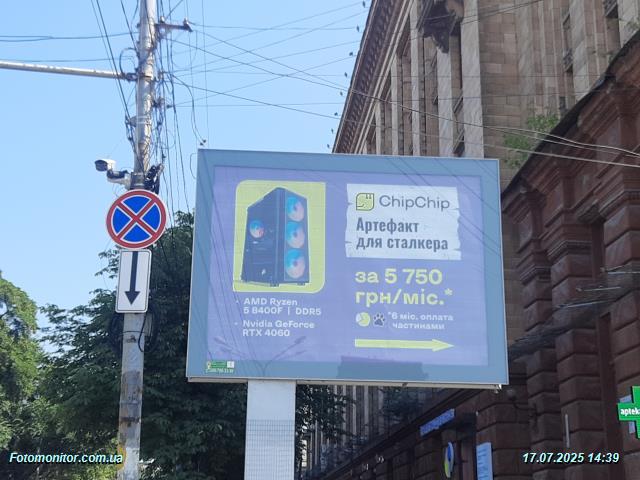 ChipChip
Артефакт
для сталкера
за 5 750
грн/міс.*
*6 міс. оплата
частинами
• AMD Ryzen
5 8400F | DDR5
• Nvidia GeForce
RTX 4060
apteka
Fotomonitor.com.ua
17.07.2025 14:39